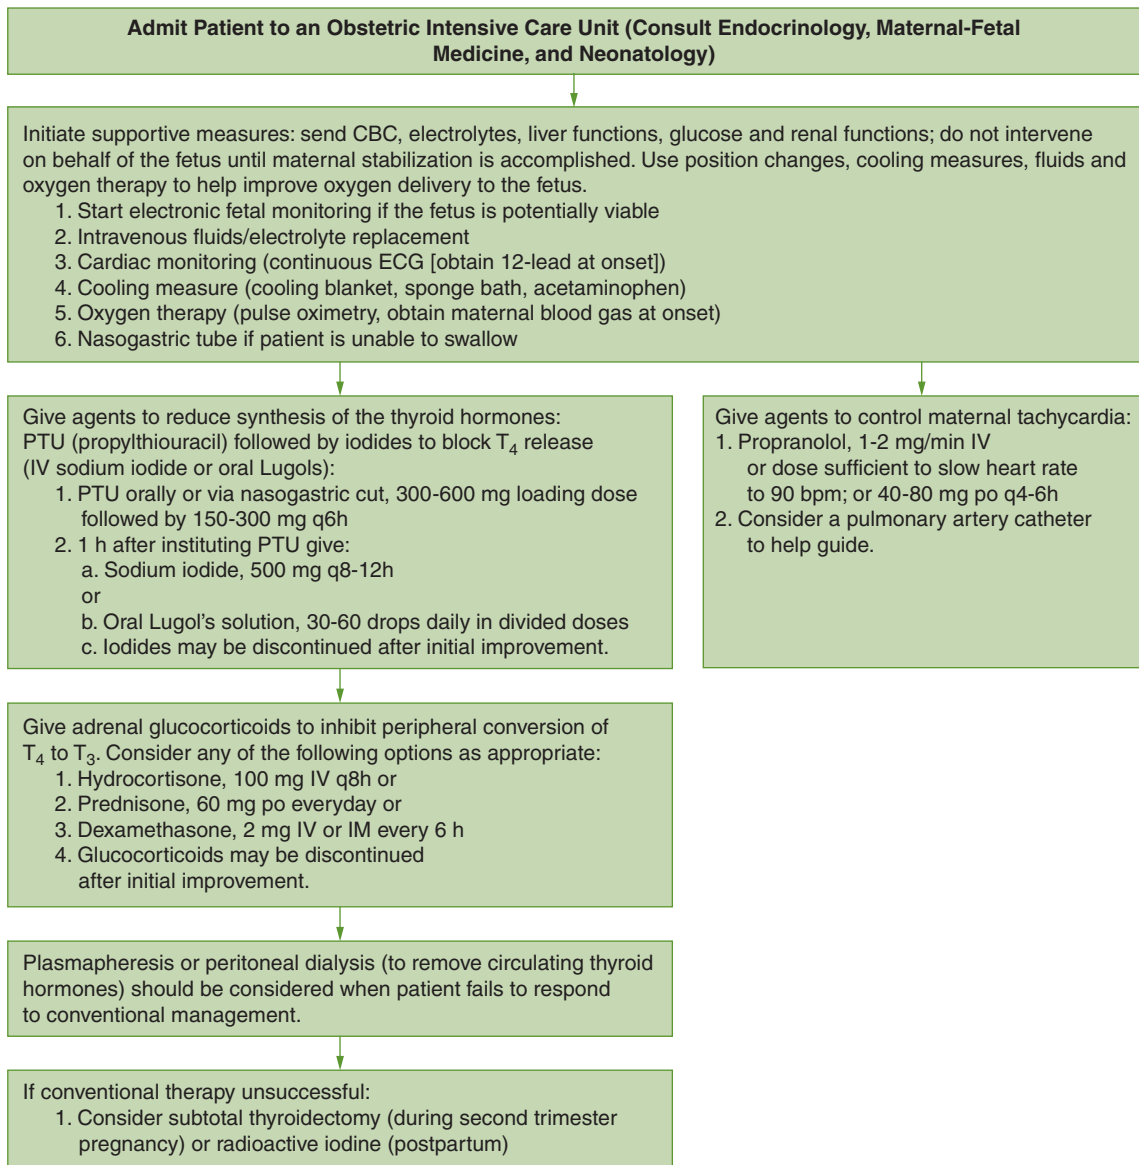 Admit Patient to an Obstetric Intensive Care Unit (Consult Endocrinology, Maternal-Fetal
Medicine, and Neonatology)
Initiate supportive measures: send CBC, electrolytes, liver functions, glucose and renal functions; do not intervene
on behalf of the fetus until maternal stabilization is accomplished. Use position changes, cooling measures, fluids and
oxygen therapy to help improve oxygen delivery to the fetus.
1. Start electronic fetal monitoring if the fetus is potentially viable
2. Intravenous fluids/electrolyte replacement
3. Cardiac monitoring (continuous ECG [obtain 12-lead at onset])
4. Cooling measure (cooling blanket, sponge bath, acetaminophen)
5. Oxygen therapy (pulse oximetry, obtain maternal blood gas at onset)
6. Nasogastric tube if patient is unable to swallow
Give agents to reduce synthesis of the thyroid hormones:
PTU (propylthiouracil) followed by iodides to block T4 release
(IV sodium iodide or oral Lugols):
1. PTU orally or via nasogastric cut, 300-600 mg loading dose
followed by 150-300 mg q6h
2. 1 h after instituting PTU give:
a. Sodium iodide, 500 mg q8-12h
or
b. Oral Lugol's solution, 30-60 drops daily in divided doses
c. Iodides may be discontinued after initial improvement.
Give agents to control maternal tachycardia:
1. Propranolol, 1-2 mg/min IV
or dose sufficient to slow heart rate
to 90 bpm; or 40-80 mg po q4-6h
2. Consider a pulmonary artery catheter
to help guide.
Give adrenal glucocorticoids to inhibit peripheral conversion of
T4 to T3. Consider any of the following options as appropriate:
1. Hydrocortisone, 100 mg IV q8h or
2. Prednisone, 60 mg po everyday or
3. Dexamethasone, 2 mg IV or IM every 6 h
4. Glucocorticoids may be discontinued
after initial improvement.
Plasmapheresis or peritoneal dialysis (to remove circulating thyroid
hormones) should be considered when patient fails to respond
to conventional management.
If conventional therapy unsuccessful:
1. Consider subtotal thyroidectomy (during second trimester
pregnancy) or radioactive iodine (postpartum)